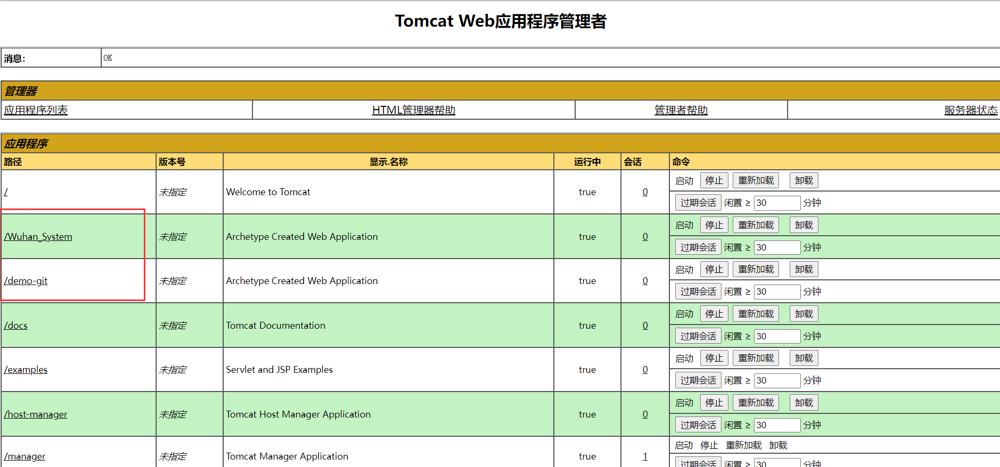 Tomcat Web应用程序管理者
消息: OK
管理器
应用程序列表 HTML管理器帮助 管理者帮助 服务器状态
应用程序
路径 版本号 显示.名称 运行中 会话 命令
/ 未指定 Welcome to Tomcat true 0 启动 停止 重新加载 卸载
过期会话 闲置 ≥ 30 分钟
/Wuhan_System 未指定 Archetype Created Web Application true 0 启动 停止 重新加载 卸载
过期会话 闲置 ≥ 30 分钟
/demo-git 未指定 Archetype Created Web Application true 0 启动 停止 重新加载 卸载
过期会话 闲置 ≥ 30 分钟
/docs 未指定 Tomcat Documentation true 0 启动 停止 重新加载 卸载
过期会话 闲置 ≥ 30 分钟
/examples 未指定 Servlet and JSP Examples true 0 启动 停止 重新加载 卸载
过期会话 闲置 ≥ 30 分钟
/host-manager 未指定 Tomcat Host Manager Application true 0 启动 停止 重新加载 卸载
过期会话 闲置 ≥ 30 分钟
/manager 未指定 Tomcat Manager Application true 1 启动 停止 重新加载 卸载
过期会话 闲置 ≥ 30 分钟